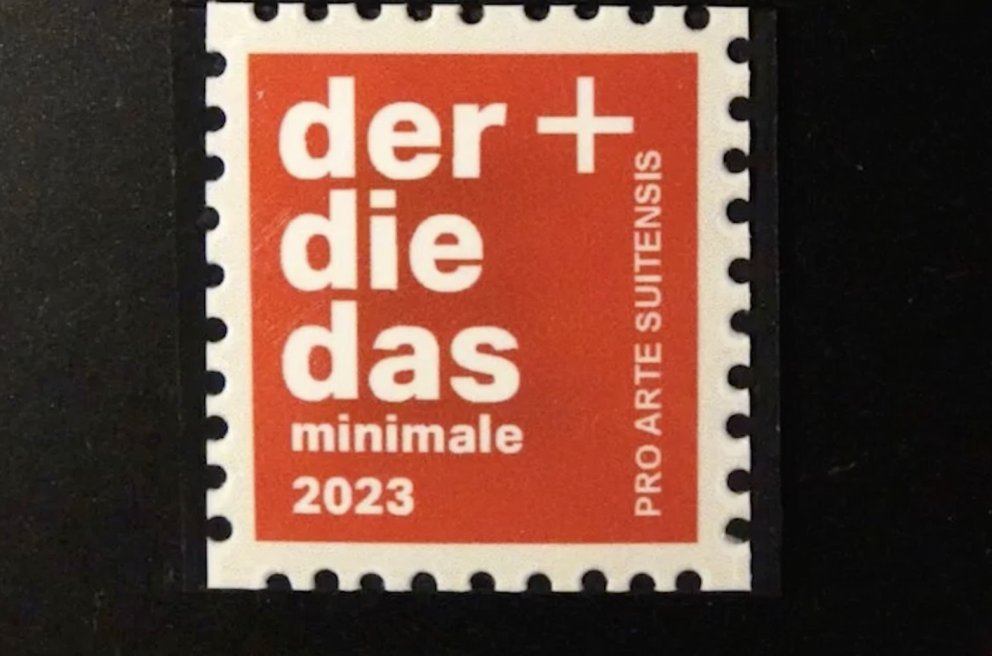 der +
die
das
minimale
2023
PRO ARTE SUITENSIS